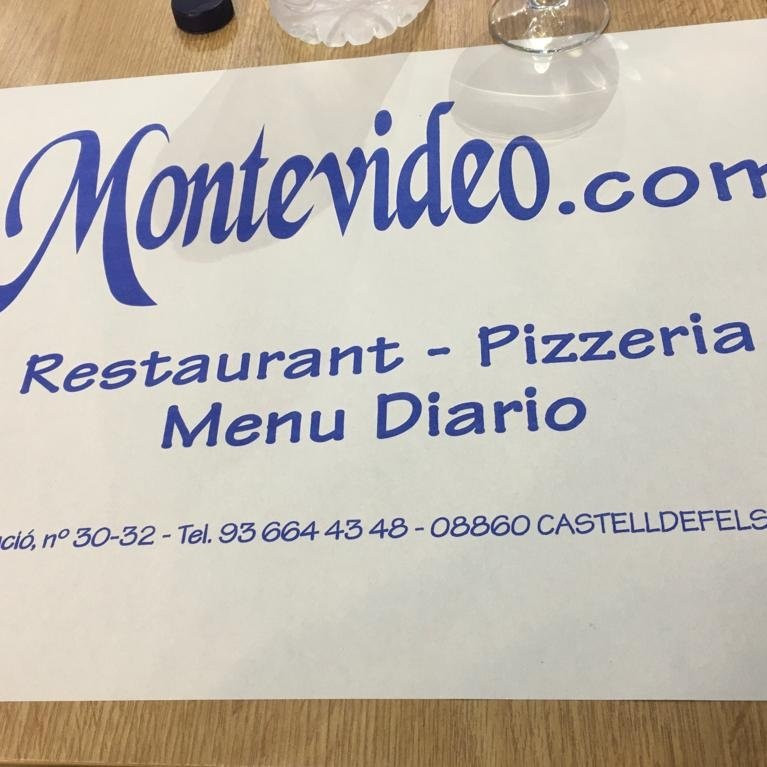 Montevideo.com
Restaurant - Pizzeria
Menu Diario
nº 30-32 - Tel. 93 664 43 48 - 08860 CASTELLDEFELS